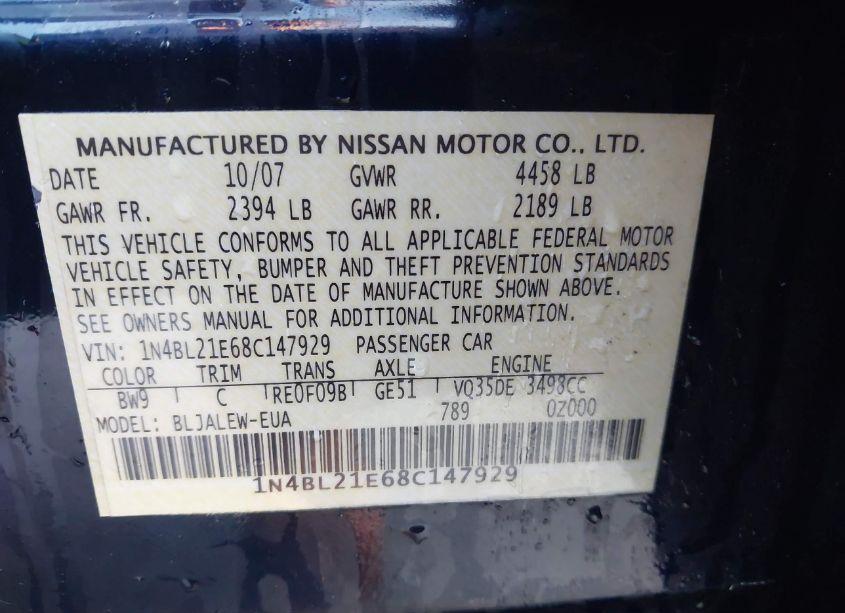 MANUFACTURED BY NISSAN MOTOR CO., LTD.
DATE 10/07 GVWR 4458 LB
GAWR FR. 2394 LB GAWR RR. 2189 LB
THIS VEHICLE CONFORMS TO ALL APPLICABLE FEDERAL MOTOR
VEHICLE SAFETY, BUMPER AND THEFT PREVENTION STANDARDS
IN EFFECT ON THE DATE OF MANUFACTURE SHOWN ABOVE.
SEE OWNERS MANUAL FOR ADDITIONAL INFORMATION.
VIN: 1N4BL21E68C147929 PASSENGER CAR
COLOR TRIM TRANS AXLE ENGINE
BW9 C RE0F09B GE51 VQ35DE 3498CC
MODEL: BLJALEW-EUA 789 0Z000
1N4BL21E68C147929